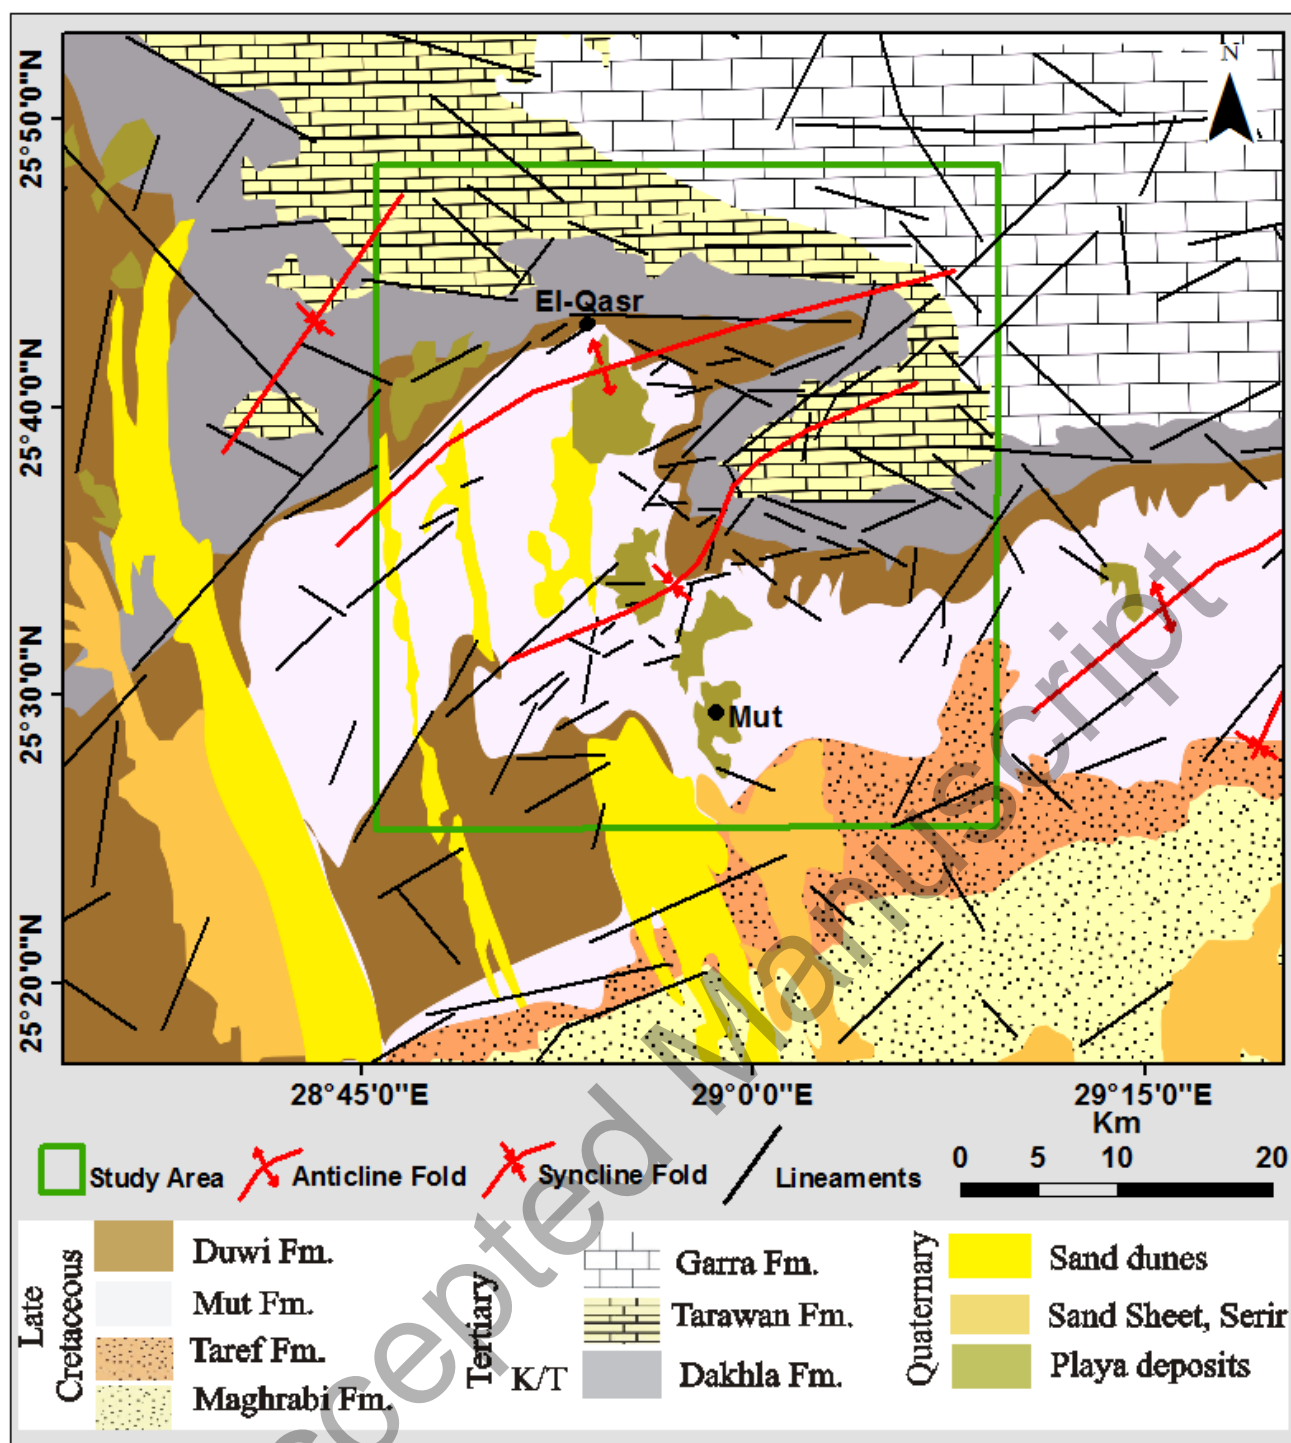 N
25°50'0"N
25°40'0"N
25°30'0"N
25°20'0"N
El-Qasr
Mut
28°45'0"E 29°0'0"E 29°15'0"E
Km
0 5 10 20
Study Area Anticline Fold Syncline Fold Lineaments
Late
Cretaceous
Duwi Fm.
Mut Fm.
Taref Fm.
Maghrabi Fm.
Tertiary
K/T
Garra Fm.
Tarawan Fm.
Dakhla Fm.
Quaternary
Sand dunes
Sand Sheet, Serir
Playa deposits
cepted Manuscript